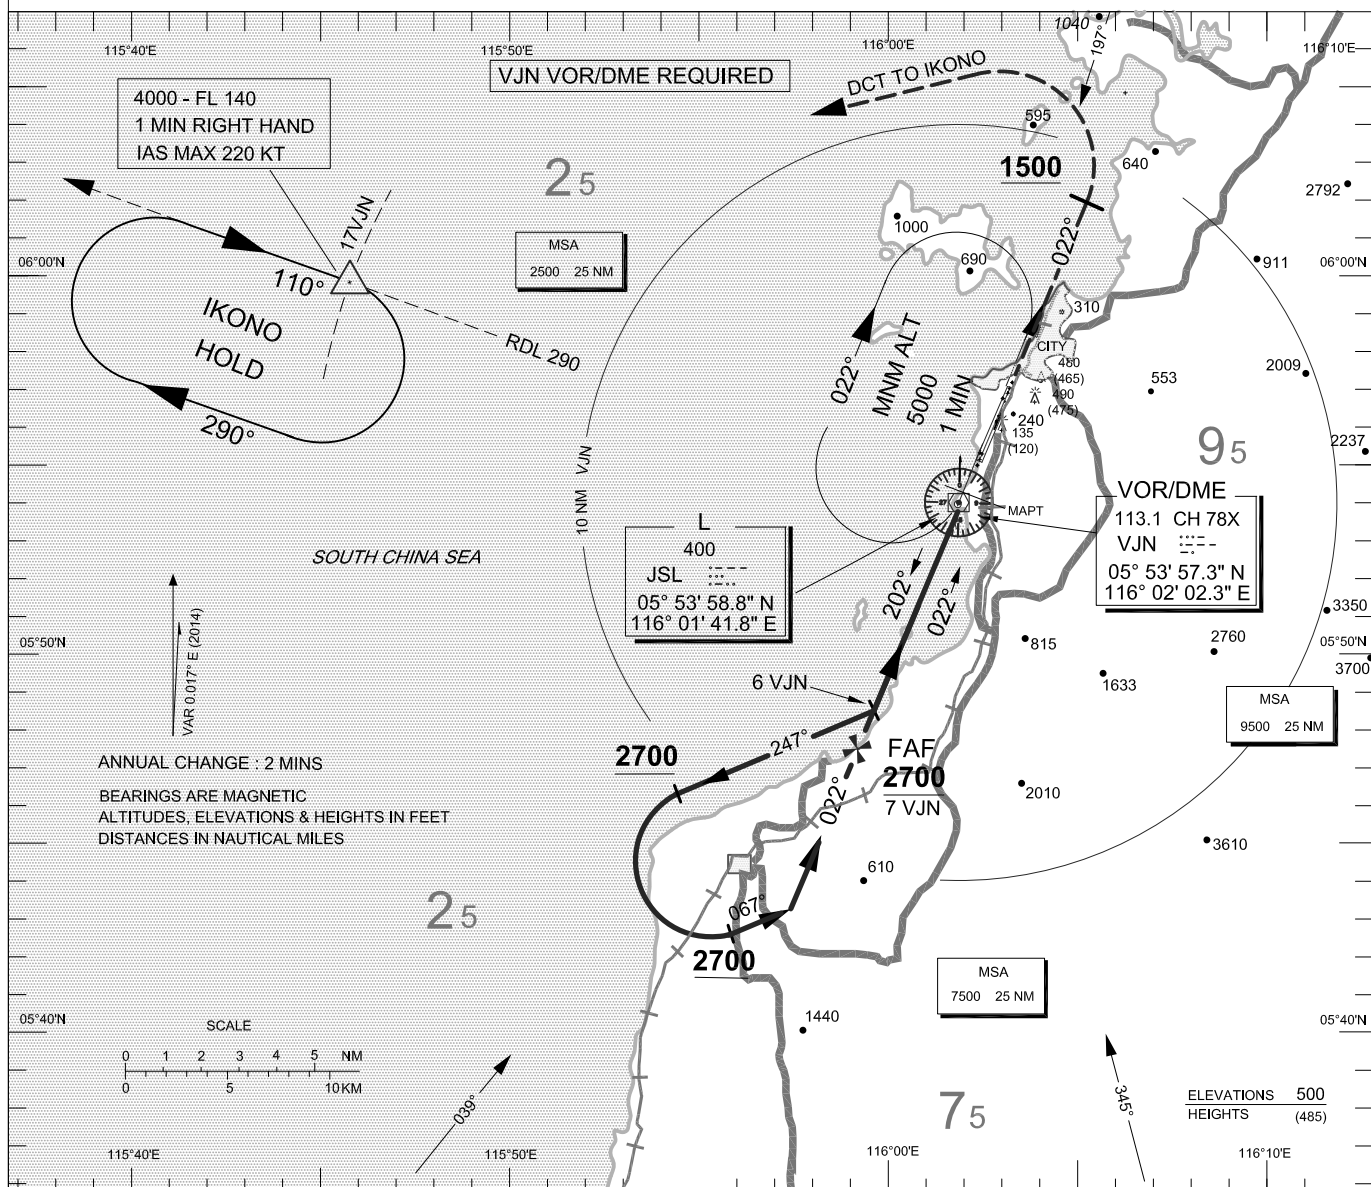 115°40'E
115°50'E
116°00'E
1040
197°
116°10'E
VJN VOR/DME REQUIRED
DCT TO IKONO
4000 - FL 140
1 MIN RIGHT HAND
IAS MAX 220 KT
595
640
1500
2792
25
17VJN
1000
022°
MSA
2500 25 NM
690
911
06°00'N
06°00'N
110°
IKONO
HOLD
RDL 290
310
CITY
480
(465)
490
(475)
2009
553
022°
MNM ALT
5000
1 MIN
240
135
(120)
290°
95
2237
10 NM VJN
27
MAPT
VOR/DME
113.1 CH 78X
VJN
05° 53' 57.3" N
116° 02' 02.3" E
L
400
JSL
05° 53' 58.8" N
116° 01' 41.8" E
SOUTH CHINA SEA
202°
022°
3350
VAR 0.017° E (2014)
05°50'N
05°50'N
815
2760
3700
1633
6 VJN
MSA
9500 25 NM
247°
2700
FAF
2700
7 VJN
022°
2010
ANNUAL CHANGE : 2 MINS
BEARINGS ARE MAGNETIC
ALTITUDES, ELEVATIONS & HEIGHTS IN FEET
DISTANCES IN NAUTICAL MILES
3610
610
25
067°
2700
MSA
7500 25 NM
05°40'N
05°40'N
1440
SCALE
0 1 2 3 4 5 NM
0 5 10KM
039°
75
345°
ELEVATIONS 500
HEIGHTS (485)
115°40'E
115°50'E
116°00'E
116°10'E